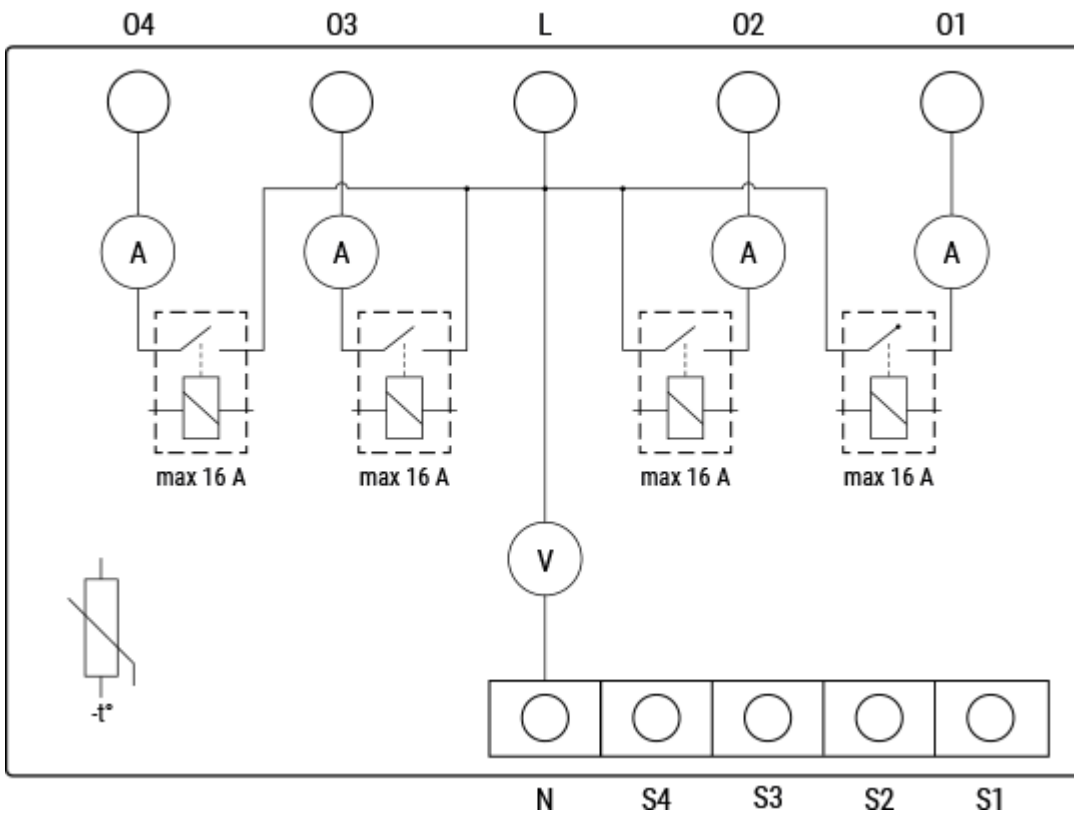 O4 O3 L O2 O1
A A A A
max 16 A max 16 A max 16 A max 16 A
V
-t°
N S4 S3 S2 S1